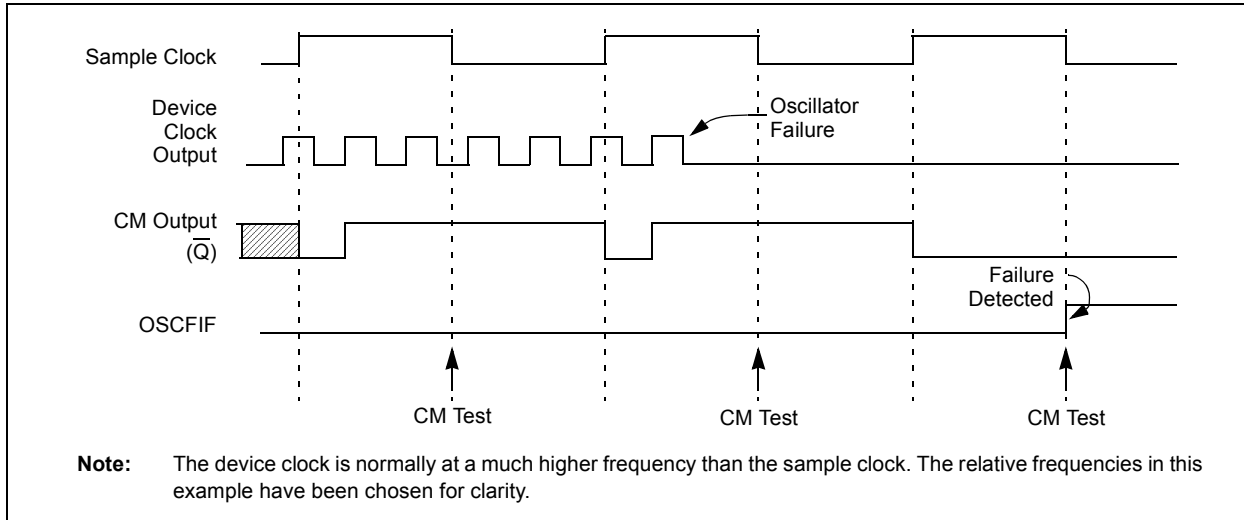 Sample Clock
Device
Clock
Output
Oscillator
Failure
CM Output
(Q̅)
Failure
Detected
OSCFIF
CM Test
CM Test
CM Test
Note: The device clock is normally at a much higher frequency than the sample clock. The relative frequencies in this
example have been chosen for clarity.